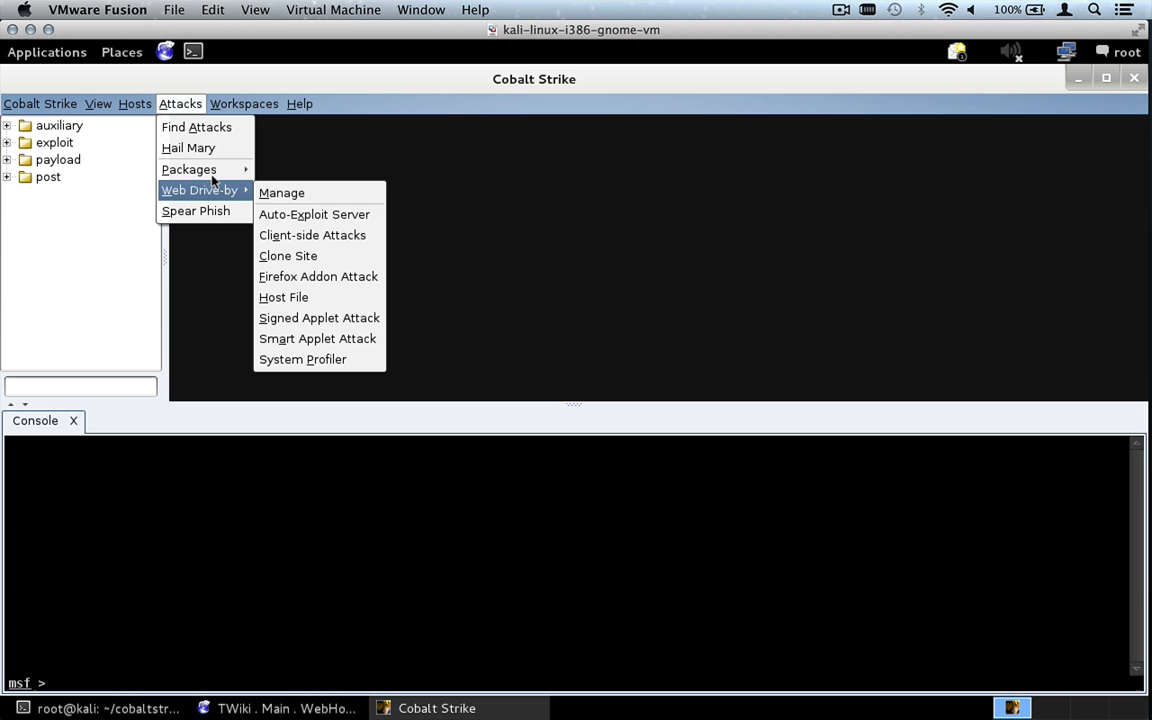 VMware Fusion File Edit View Virtual Machine Window Help 100%
kali-linux-i386-gnome-vm
Applications Places root
Cobalt Strike
Cobalt Strike View Hosts Attacks Workspaces Help
auxiliary
exploit
payload
post
Find Attacks
Hail Mary
Packages
Web Drive-by
Spear Phish
Manage
Auto-Exploit Server
Client-side Attacks
Clone Site
Firefox Addon Attack
Host File
Signed Applet Attack
Smart Applet Attack
System Profiler
Console X
msf >
root@kali: ~/cobaltstr... TWiki . Main . WebHo... Cobalt Strike